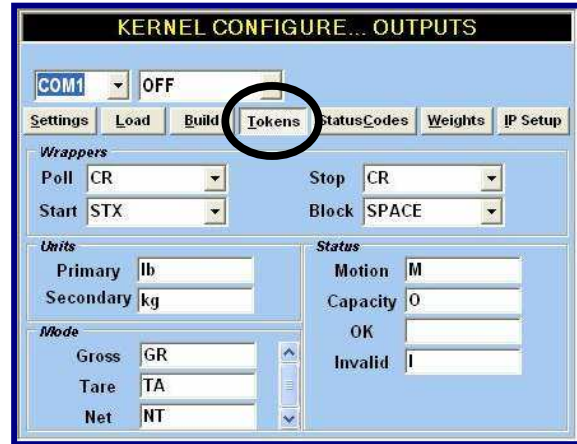 KERNEL CONFIGURE... OUTPUTS
COM1 OFF
Settings Load Build Tokens StatusCodes Weights IP Setup
Wrappers
Poll CR Stop CR
Start STX Block SPACE
Units Status
Primary lb Motion M
Secondary kg Capacity O
Mode OK
Gross GR Invalid I
Tare TA
Net NT